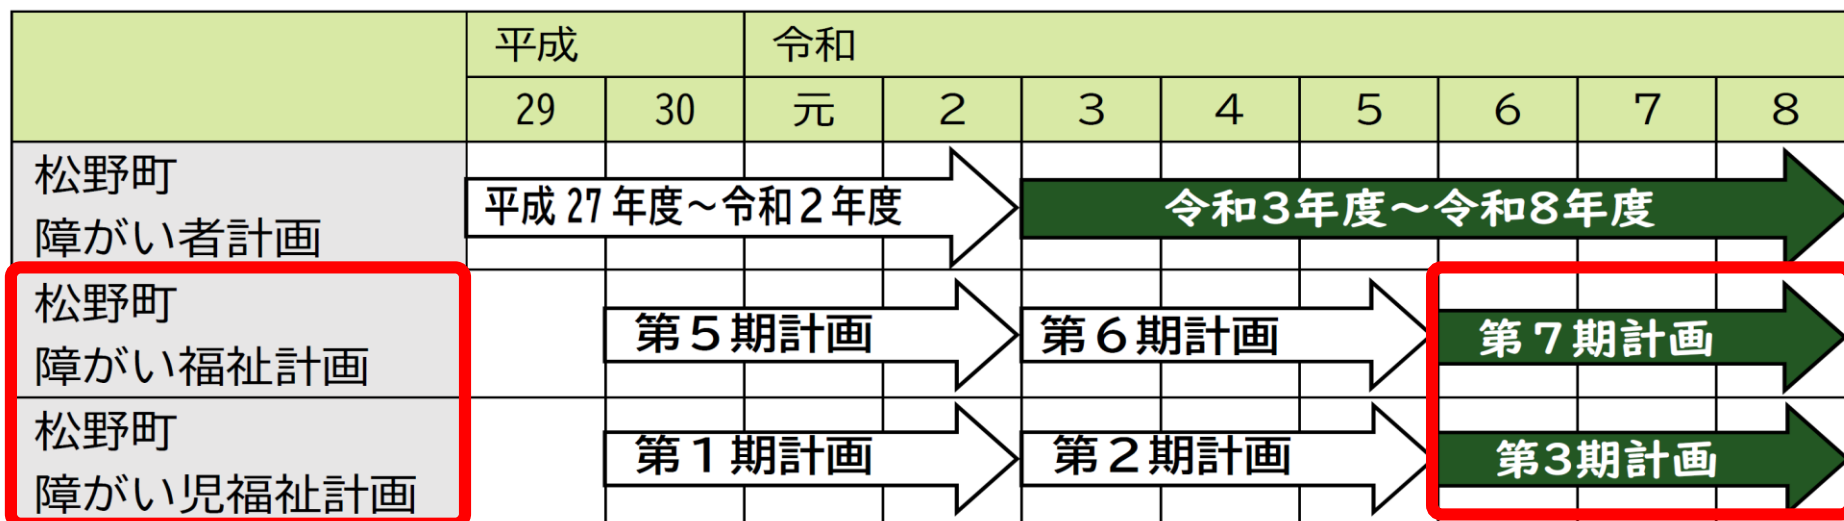 平成 令和
29 30 元 2 3 4 5 6 7 8
松野町
障がい者計画
平成27年度～令和2年度 令和3年度～令和8年度
松野町
障がい福祉計画
第5期計画 第6期計画 第7期計画
松野町
障がい児福祉計画
第1期計画 第2期計画 第3期計画